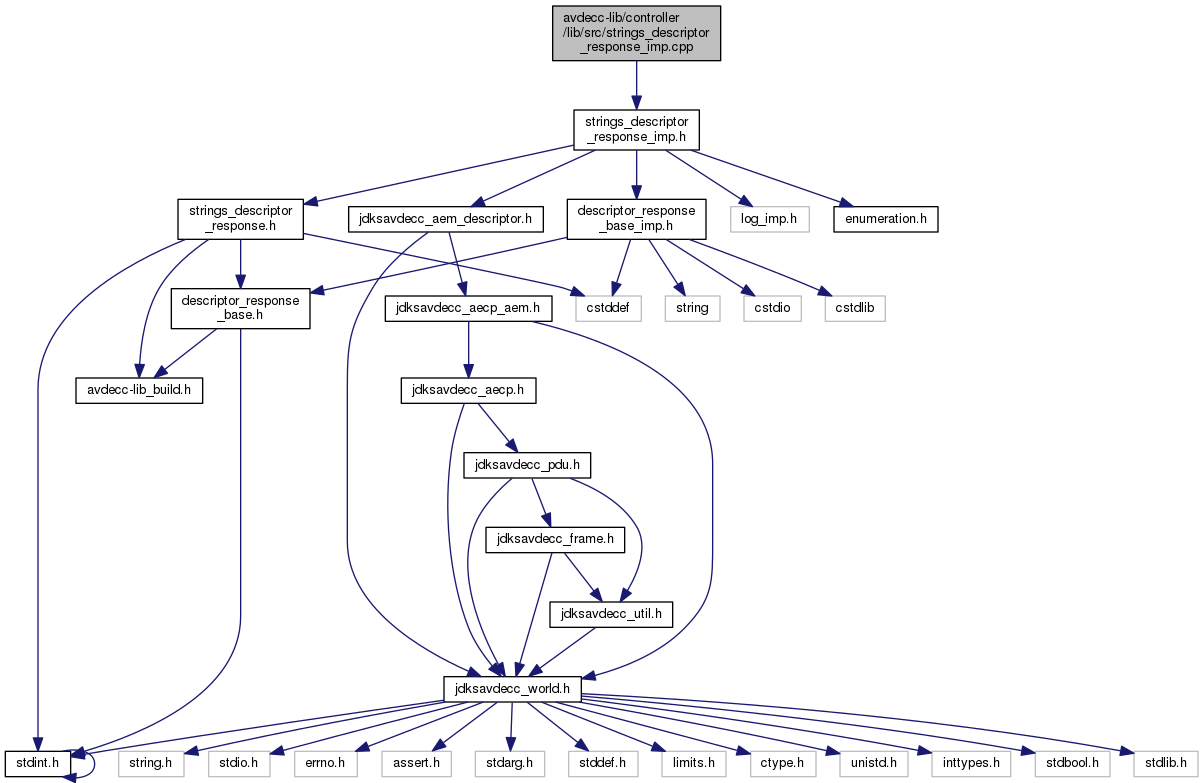 avdecc-lib/controller
/lib/src/strings_descriptor
_response_imp.cpp
strings_descriptor
_response_imp.h
strings_descriptor
_response.h
jdksavdecc_aem_descriptor.h
descriptor_response
_base_imp.h
log_imp.h
enumeration.h
descriptor_response
_base.h
jdksavdecc_aecp_aem.h
cstddef
string
cstdio
cstdlib
avdecc-lib_build.h
jdksavdecc_aecp.h
jdksavdecc_pdu.h
jdksavdecc_frame.h
jdksavdecc_util.h
jdksavdecc_world.h
stdint.h
string.h
stdio.h
errno.h
assert.h
stdarg.h
stddef.h
limits.h
ctype.h
unistd.h
inttypes.h
stdbool.h
stdlib.h